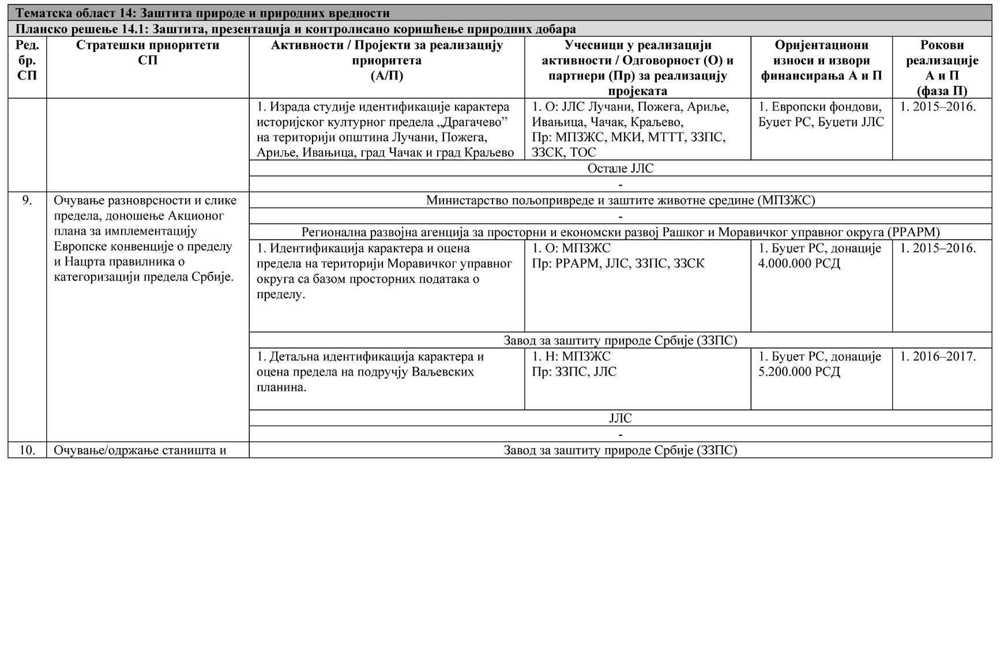 Тематска област 14: Заштита природе и природних вредности
Планско решење 14.1: Заштита, презентација и контролисано коришћење природних добара
Ред.
бр.
СП
Стратешки приоритети
СП
Активности / Пројекти за реализацију
приоритета
(А/П)
Учесници у реализацији
активности / Одговорност (О) и
партнери (Пр) за реализацију
пројеката
Оријентациони
износи и извори
финансирања А и П
Рокови
реализације
А и П
(фаза П)
1. Израда студије идентификације карактера
историјског културног предела „Драгачево”
на територији општина Лучани, Пожега,
Ариље, Ивањица, град Чачак и град Краљево
1. О: ЈЛС Лучани, Пожега, Ариље,
Ивањица, Чачак, Краљево,
Пр: МПЗЖС, МКИ, МТТТ, ЗЗПС,
ЗЗСК, ТОС
1. Европски фондови,
Буџет РС, Буџети ЈЛС
1. 2015–2016.
Остале ЈЛС
-
9.
Очување разноврсности и слике
предела, доношење Акционог
плана за имплементацију
Европске конвенције о пределу
и Нацрта правилника о
категоризацији предела Србије.
Министарство пољопривреде и заштите животне средине (МПЗЖС)
-
Регионална развојна агенција за просторни и економски развој Рашког и Моравичког управног округа (РРАРМ)
1. Идентификација карактера и оцена
предела на територији Моравичког управног
округа са базом просторних података о
пределу.
1. О: МПЗЖС
Пр: РРАРМ, ЈЛС, ЗЗПС, ЗЗСК
1. Буџет РС, донације
4.000.000 РСД
1. 2015–2016.
Завод за заштиту природе Србије (ЗЗПС)
1. Детаљна идентификација карактера и
оцена предела на подручју Ваљевских
планина.
1. Н: МПЗЖС
Пр: ЗЗПС, ЈЛС
1. Буџет РС, донације
5.200.000 РСД
1. 2016–2017.
ЈЛС
-
10.
Очување/одржање станишта и
Завод за заштиту природе Србије (ЗЗПС)